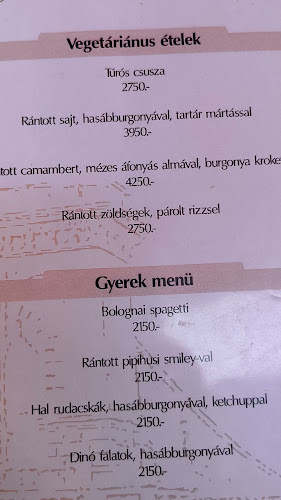 Vegetáriánus ételek
Túrós csusza
2750.-
Rántott sajt, hasábburgonyával, tartár mártással
3950.-
camambert, mézes áfonyás almával, burgonya
4250.-
Rántott zöldségek, párolt rizzsel
2750.-
Gyerek menü
Bolognai spagetti
2150.-
Rántott pipihusi smiley-val
2150.-
Hal rudacskák, hasábburgonyával, ketchuppal
2150.-
Dinó falatok, hasábburgonyával
2150.-